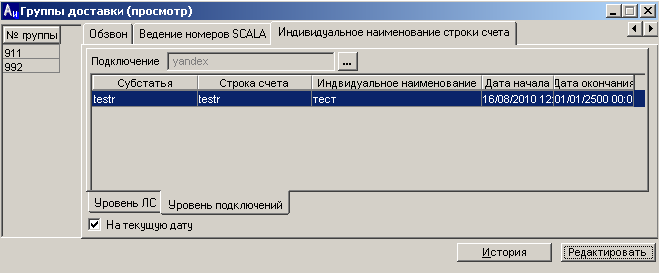 Группы доставки (просмотр)
№ группы
911
992
Обзвон Ведение номеров SCALA Индивидуальное наименование строки счета
Подключение yandex ...
Субстатья Строка счета Индвидуальное наименование Дата начала Дата окончания
testr testr тест 16/08/2010 12: 01/01/2500 00:0
Уровень ЛС Уровень подключений
На текущую дату
История Редактировать